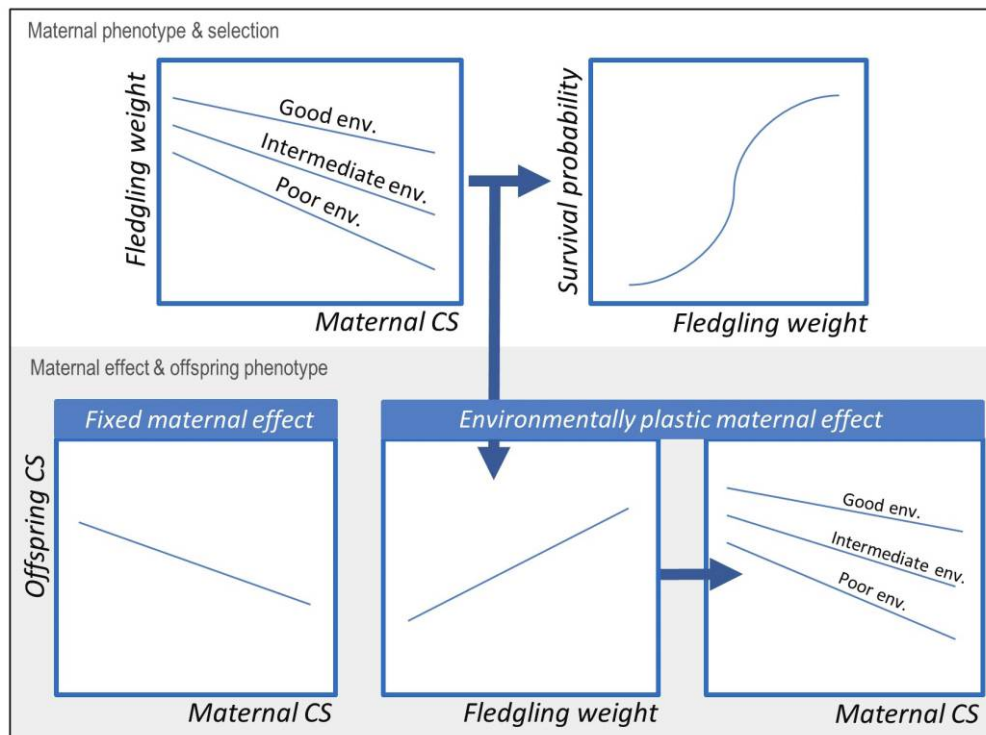 Maternal phenotype & selection
Fledgling weight
Good env.
Intermediate env.
Poor env.
Maternal CS
Survival probability
Fledgling weight
Maternal effect & offspring phenotype
Fixed maternal effect
Offspring CS
Maternal CS
Environmentally plastic maternal effect
Fledgling weight
Good env.
Intermediate env.
Poor env.
Maternal CS